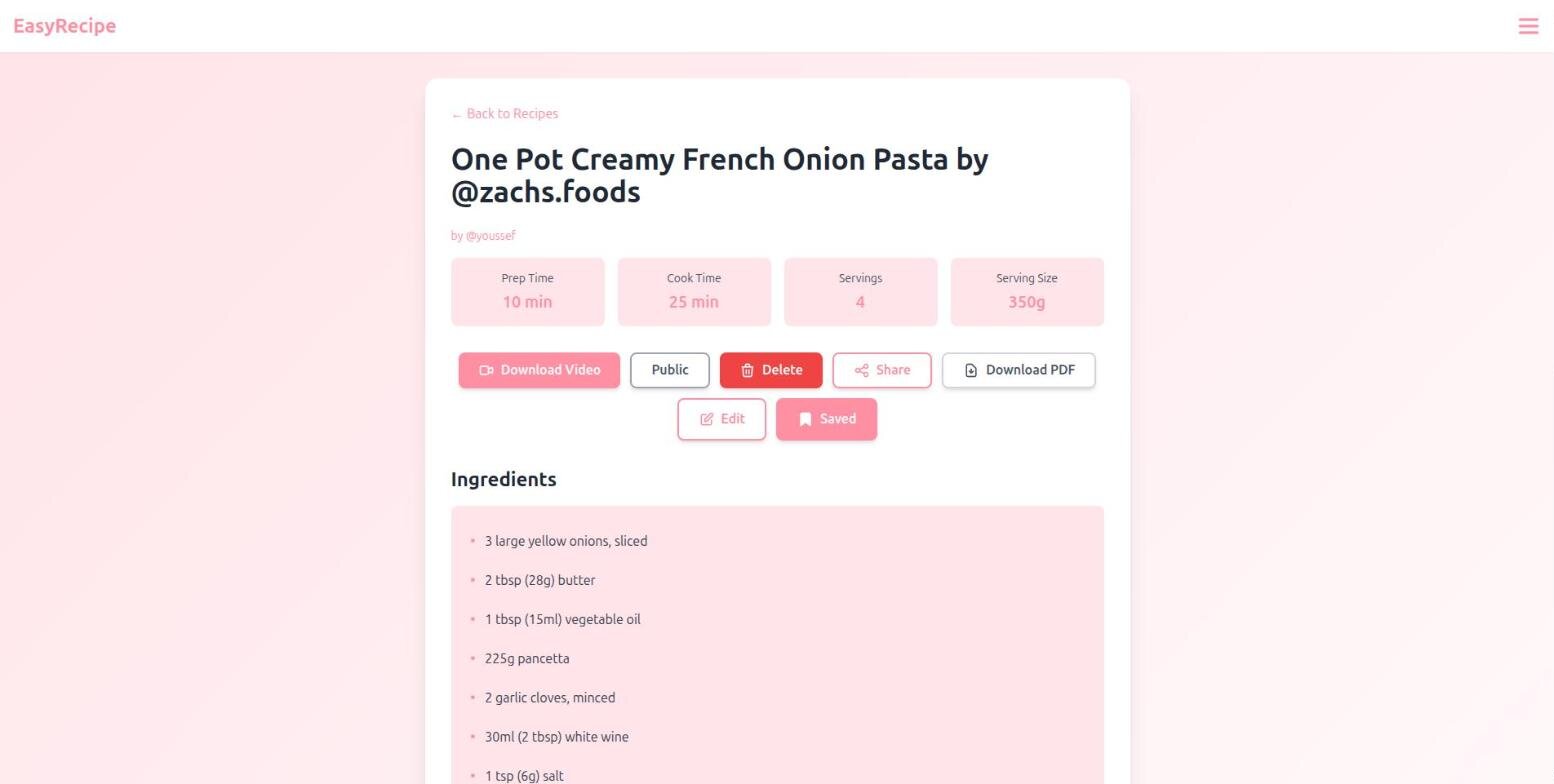 EasyRecipe
← Back to Recipes
One Pot Creamy French Onion Pasta by
@zachs.foods
by @youssef
Prep Time
10 min
Cook Time
25 min
Servings
4
Serving Size
350g
Download Video
Public
Delete
Share
Download PDF
Edit
Saved
Ingredients
• 3 large yellow onions, sliced
• 2 tbsp (28g) butter
• 1 tbsp (15ml) vegetable oil
• 225g pancetta
• 2 garlic cloves, minced
• 30ml (2 tbsp) white wine
• 1 tsp (6g) salt